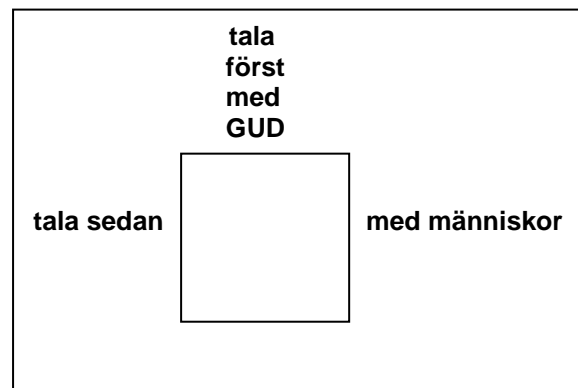 tala
först
med
GUD
tala sedan med människor